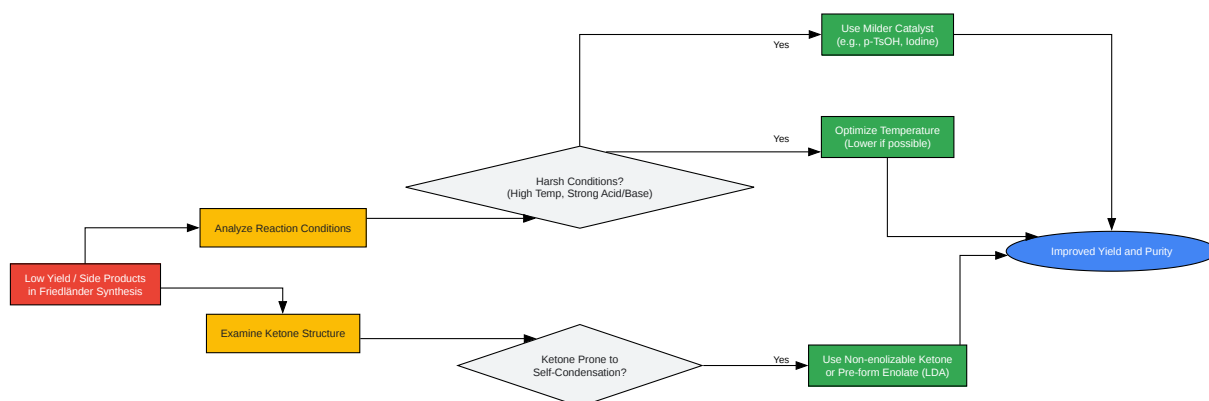 Use Milder Catalyst
(e.g., p-TsOH, Iodine)
Yes
Optimize Temperature
(Lower if possible)
Yes
Harsh Conditions?
(High Temp, Strong Acid/Base)
Analyze Reaction Conditions
Improved Yield and Purity
Low Yield / Side Products
in Friedländer Synthesis
Examine Ketone Structure
Ketone Prone to
Self-Condensation?
Yes
Use Non-enolizable Ketone
or Pre-form Enolate (LDA)